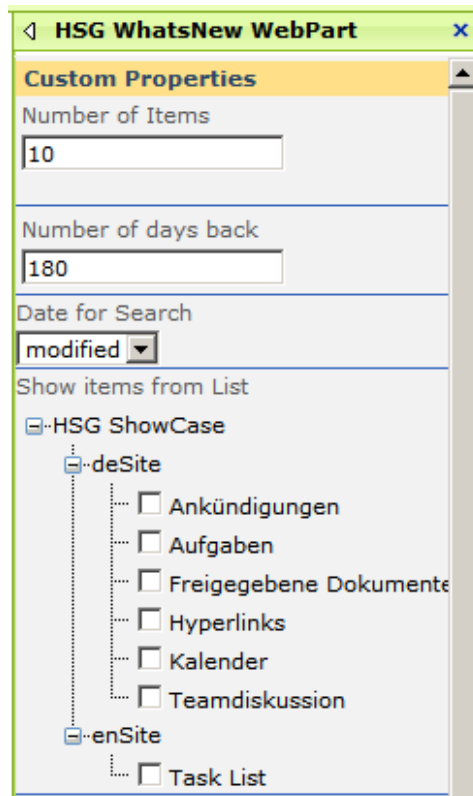 HSG WhatsNew WebPart
Custom Properties
Number of Items
10
Number of days back
180
Date for Search
modified
Show items from List
HSG ShowCase
deSite
Ankündigungen
Aufgaben
Freigegebene Dokumente
Hyperlinks
Kalender
Teamdiskussion
enSite
Task List